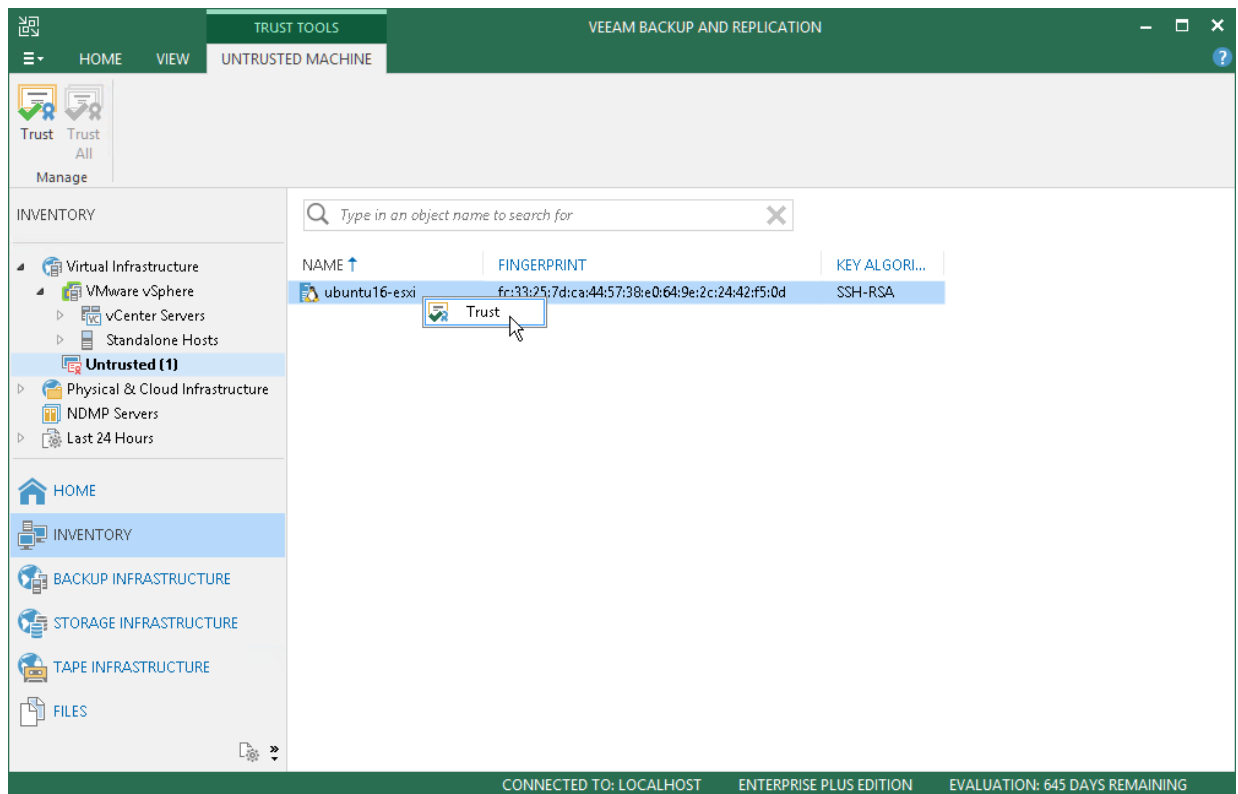 TRUST TOOLS
VEEAM BACKUP AND REPLICATION
HOME
VIEW
UNTRUSTED MACHINE
?
Trust
Trust
All
Manage
INVENTORY
Virtual Infrastructure
VMware vSphere
vCenter Servers
Standalone Hosts
Untrusted (1)
Physical & Cloud Infrastructure
NDMP Servers
Last 24 Hours
HOME
INVENTORY
BACKUP INFRASTRUCTURE
STORAGE INFRASTRUCTURE
TAPE INFRASTRUCTURE
FILES
Type in an object name to search for
NAME
FINGERPRINT
KEY ALGORI...
ubuntu16-esxi
fc:33:25:7d:ca:44:57:38:e0:64:9e:2c:24:42:f5:0d
SSH-RSA
Trust
CONNECTED TO: LOCALHOST
ENTERPRISE PLUS EDITION
EVALUATION: 645 DAYS REMAINING